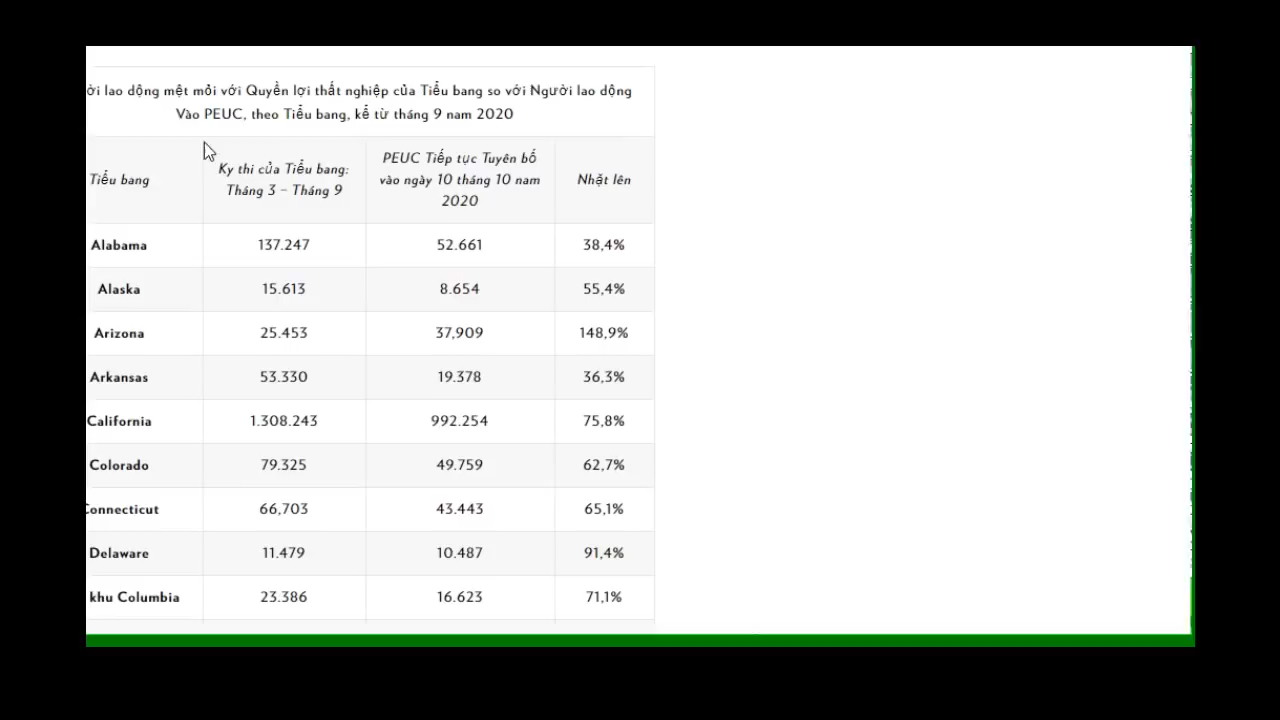 ời lao động mệt mỏi với Quyền lợi thất nghiệp của Tiểu bang so với Người lao động
Vào PEUC, theo Tiểu bang, kể từ tháng 9 nam 2020
Tiểu bang
Kỳ thi của Tiểu bang:
Tháng 3 – Tháng 9
PEUC Tiếp tục Tuyên bố
vào ngày 10 tháng 10 nam
2020
Nhặt lên
Alabama 137.247 52.661 38,4%
Alaska 15.613 8.654 55,4%
Arizona 25.453 37,909 148,9%
Arkansas 53.330 19.378 36,3%
California 1.308.243 992.254 75,8%
Colorado 79.325 49.759 62,7%
Connecticut 66,703 43.443 65,1%
Delaware 11.479 10.487 91,4%
khu Columbia 23.386 16.623 71,1%